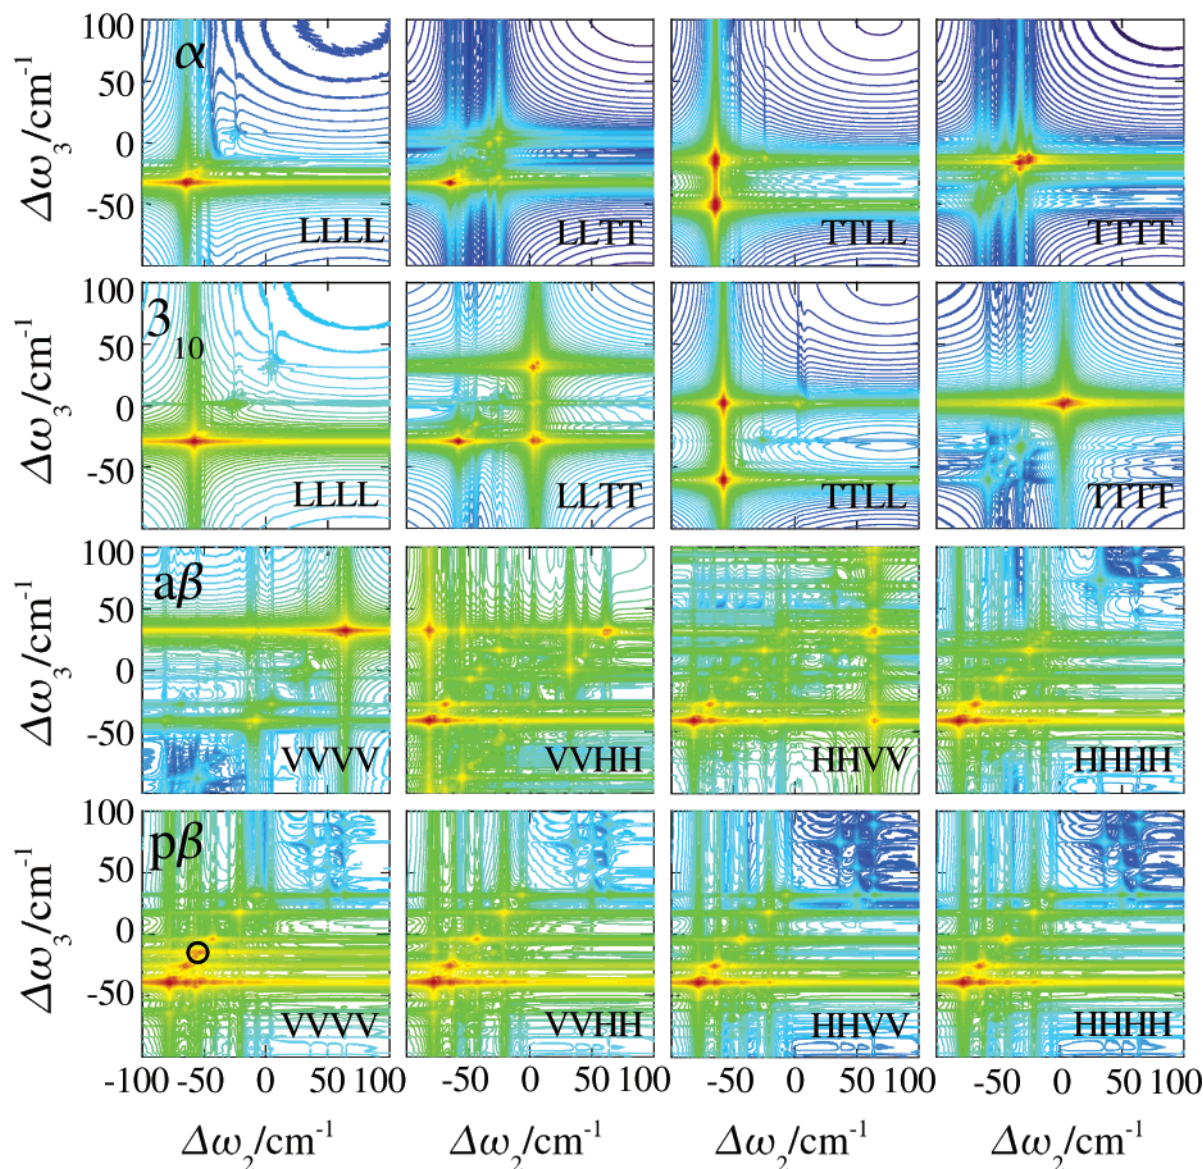 100
50
0
-50
Δω₃/cm⁻¹
α
LLLL
LLTT
TTLL
TTTT
100
50
0
-50
Δω₃/cm⁻¹
3₁₀
LLLL
LLTT
TTLL
TTTT
100
50
0
-50
Δω₃/cm⁻¹
aβ
VVVV
VVHH
HHVV
HHHH
100
50
0
-50
Δω₃/cm⁻¹
pβ
VVVV
VVHH
HHVV
HHHH
-100 -50 0 50 100
-50 0 50 100
-50 0 50 100
-50 0 50 100
Δω₂/cm⁻¹
Δω₂/cm⁻¹
Δω₂/cm⁻¹
Δω₂/cm⁻¹